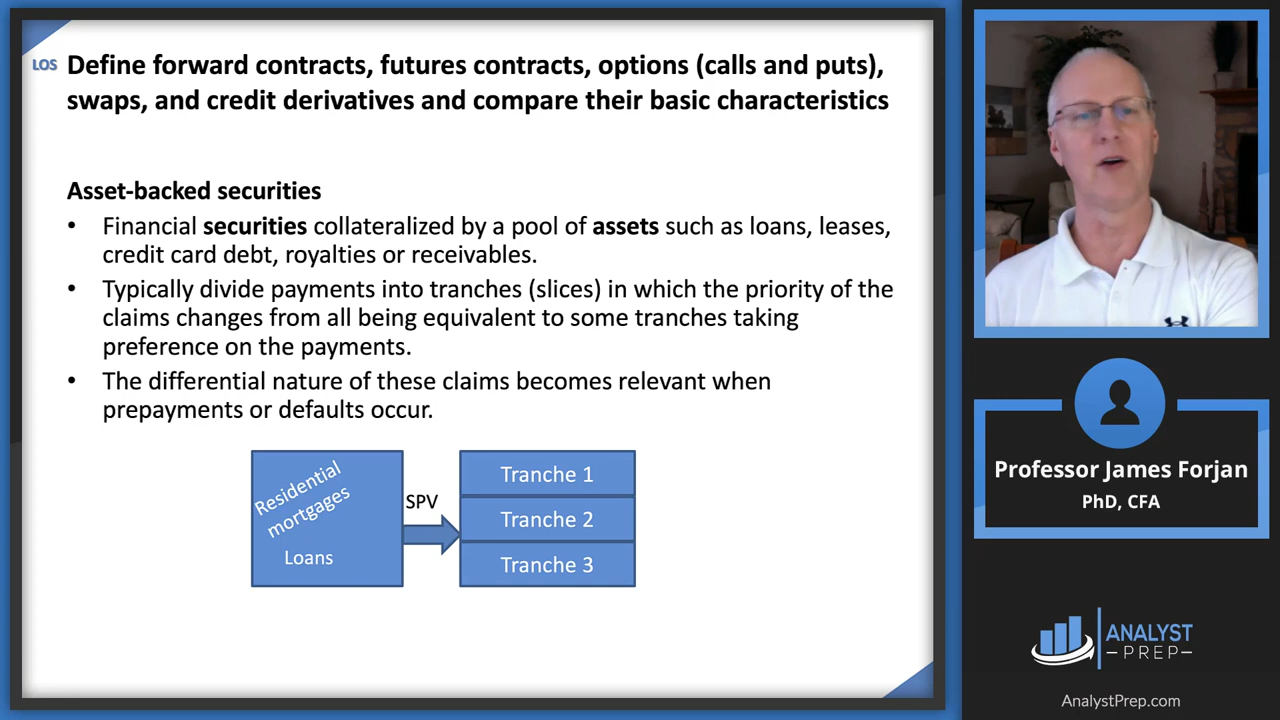 LOS
Define forward contracts, futures contracts, options (calls and puts),
swaps, and credit derivatives and compare their basic characteristics
Asset-backed securities
• Financial securities collateralized by a pool of assets such as loans, leases,
credit card debt, royalties or receivables.
• Typically divide payments into tranches (slices) in which the priority of the
claims changes from all being equivalent to some tranches taking
preference on the payments.
• The differential nature of these claims becomes relevant when
prepayments or defaults occur.
Residential
mortgages
Loans
SPV
Tranche 1
Tranche 2
Tranche 3
Professor James Forjan
PhD, CFA
ANALYST
PREP
AnalystPrep.com